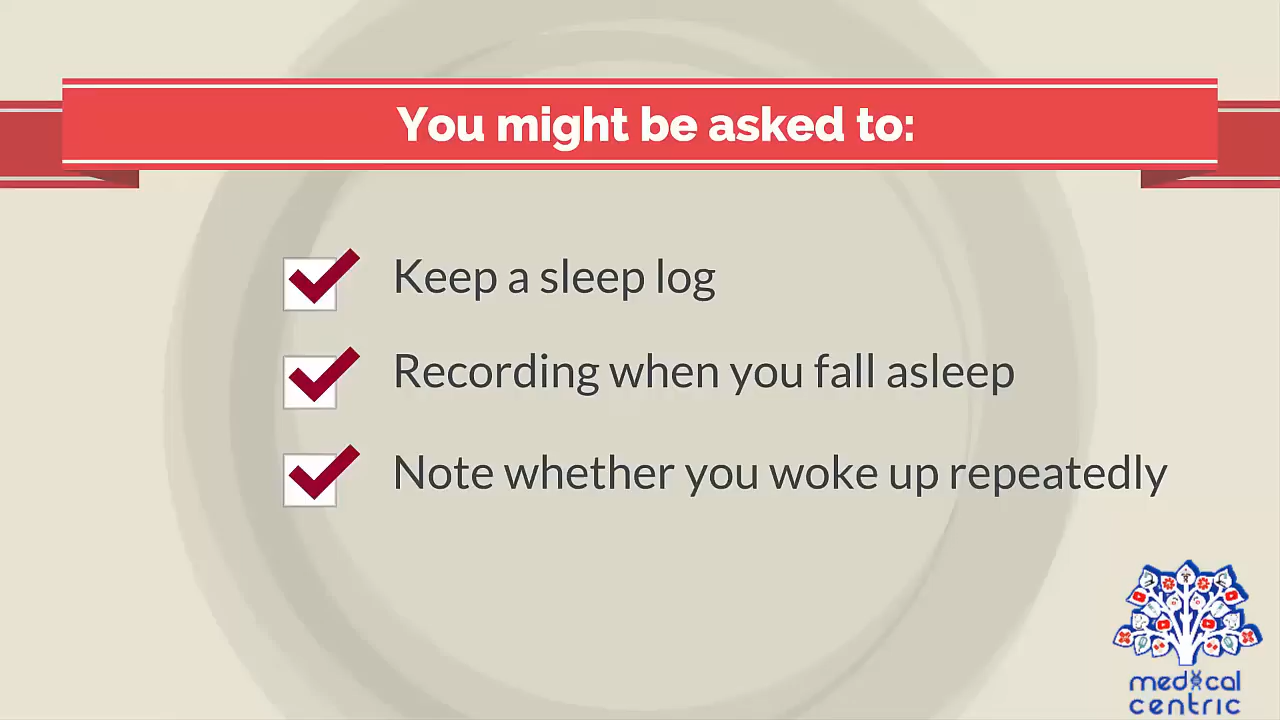 You might be asked to:
Keep a sleep log
Recording when you fall asleep
Note whether you woke up repeatedly
medical
centric